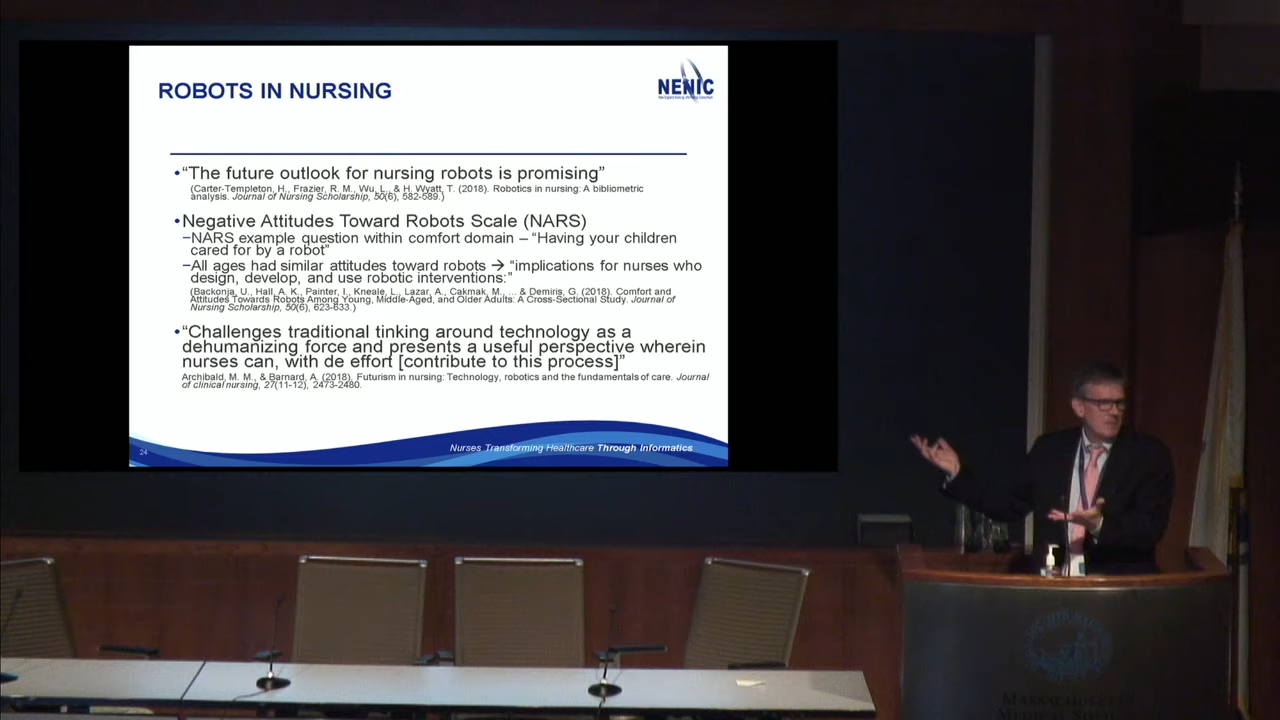 ROBOTS IN NURSING
NENIC
•“The future outlook for nursing robots is promising”
(Carter-Templeton, H., Frazier, R. M., Wu, L., & H. Wyatt, T. (2018). Robotics in nursing: A bibliometric
analysis. Journal of Nursing Scholarship, 50(6), 582-589.)
•Negative Attitudes Toward Robots Scale (NARS)
–NARS example question within comfort domain – “Having your children
cared for by a robot”
–All ages had similar attitudes toward robots → “implications for nurses who
design, develop, and use robotic interventions:”
(Backonja, U., Hall, A. K., Painter, I., Kneale, L., Lazar, A., Cakmak, M., ... & Demiris, G. (2018). Comfort and
Attitudes Towards Robots Among Young, Middle-Aged, and Older Adults: A Cross-Sectional Study. Journal of
Nursing Scholarship, 50(6), 623-633.)
•“Challenges traditional tinking around technology as a
dehumanizing force and presents a useful perspective wherein
nurses can, with de effort [contribute to this process]”
Archibald, M. M., & Barnard, A. (2018). Futurism in nursing: Technology, robotics and the fundamentals of care. Journal
of clinical nursing, 27(11-12), 2473-2480.
24
Nurses Transforming Healthcare Through Informatics
MASSACHUSETTS
MEDICAL